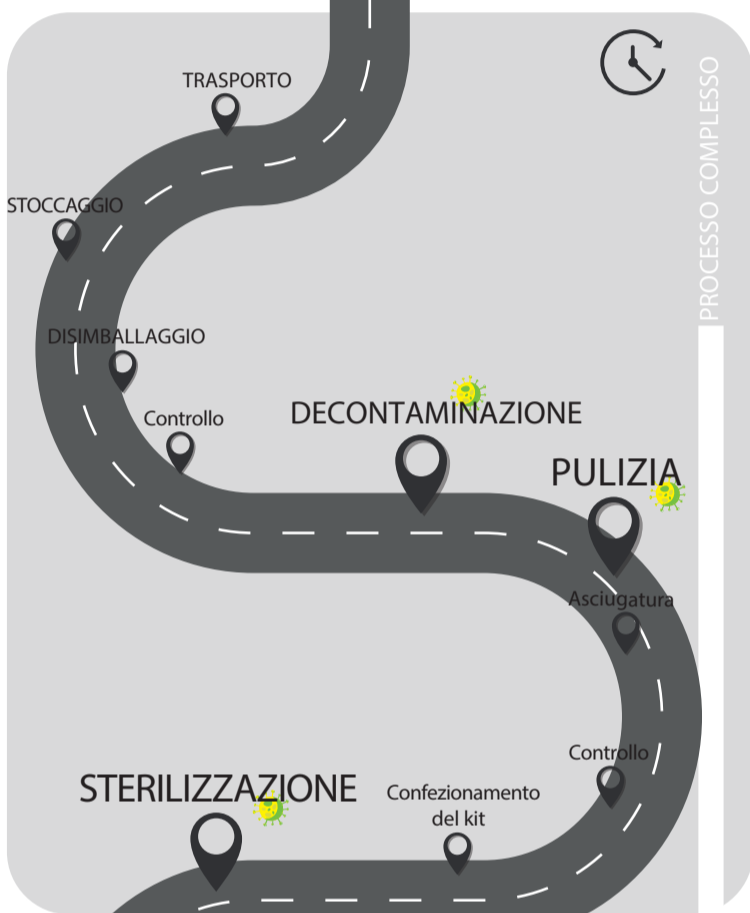 TRASPORTO
PROCESSO COMPLESSO
STOCCAGGIO
DISIMBALLAGGIO
Controllo
DECONTAMINAZIONE
PULIZIA
Asciugatura
Controllo
Confezionamento
del kit
STERILIZZAZIONE